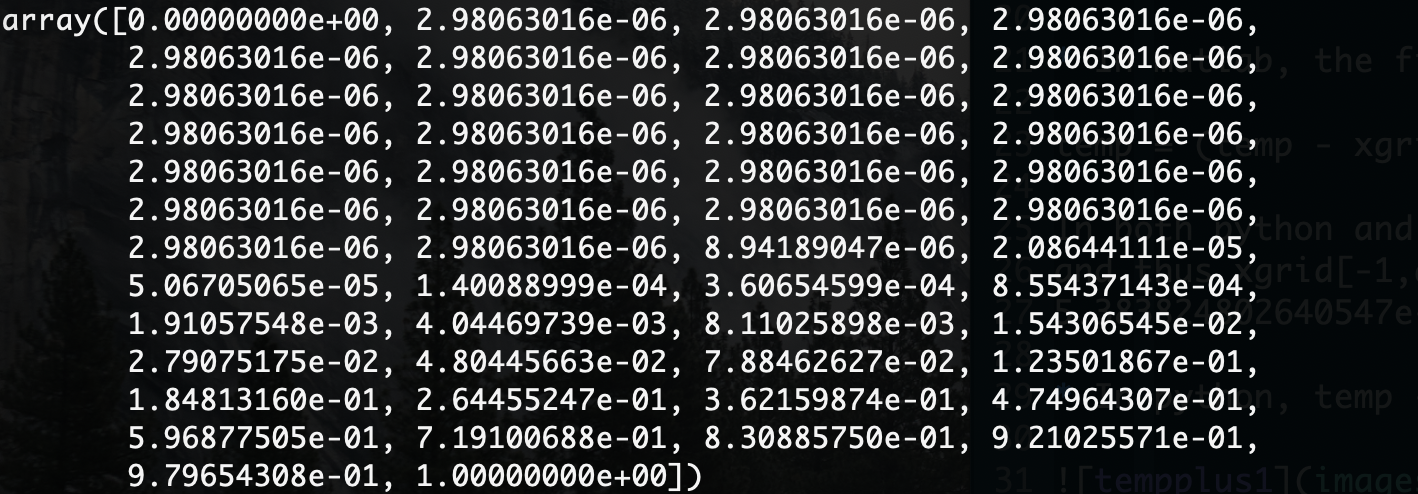 array([0.00000000e+00, 2.98063016e-06, 2.98063016e-06, 2.98063016e-06,
2.98063016e-06, 2.98063016e-06, 2.98063016e-06, 2.98063016e-06,
2.98063016e-06, 2.98063016e-06, 2.98063016e-06, 2.98063016e-06,
2.98063016e-06, 2.98063016e-06, 2.98063016e-06, 2.98063016e-06,
2.98063016e-06, 2.98063016e-06, 2.98063016e-06, 2.98063016e-06,
2.98063016e-06, 2.98063016e-06, 2.98063016e-06, 2.98063016e-06,
2.98063016e-06, 2.98063016e-06, 8.94189047e-06, 2.08644111e-05,
5.06705065e-05, 1.40088999e-04, 3.60654599e-04, 8.55437143e-04,
1.91057548e-03, 4.04469739e-03, 8.11025898e-03, 1.54306545e-02,
2.79075175e-02, 4.80445663e-02, 7.88462627e-02, 1.23501867e-01,
1.84813160e-01, 2.64455247e-01, 3.62159874e-01, 4.74964307e-01,
5.96877505e-01, 7.19100688e-01, 8.30885750e-01, 9.21025571e-01,
9.79654308e-01, 1.00000000e+00])
, the f
temp - xgr
python and
xgrid[-1,
2640547e
, temp
31 ![tempplus1](image